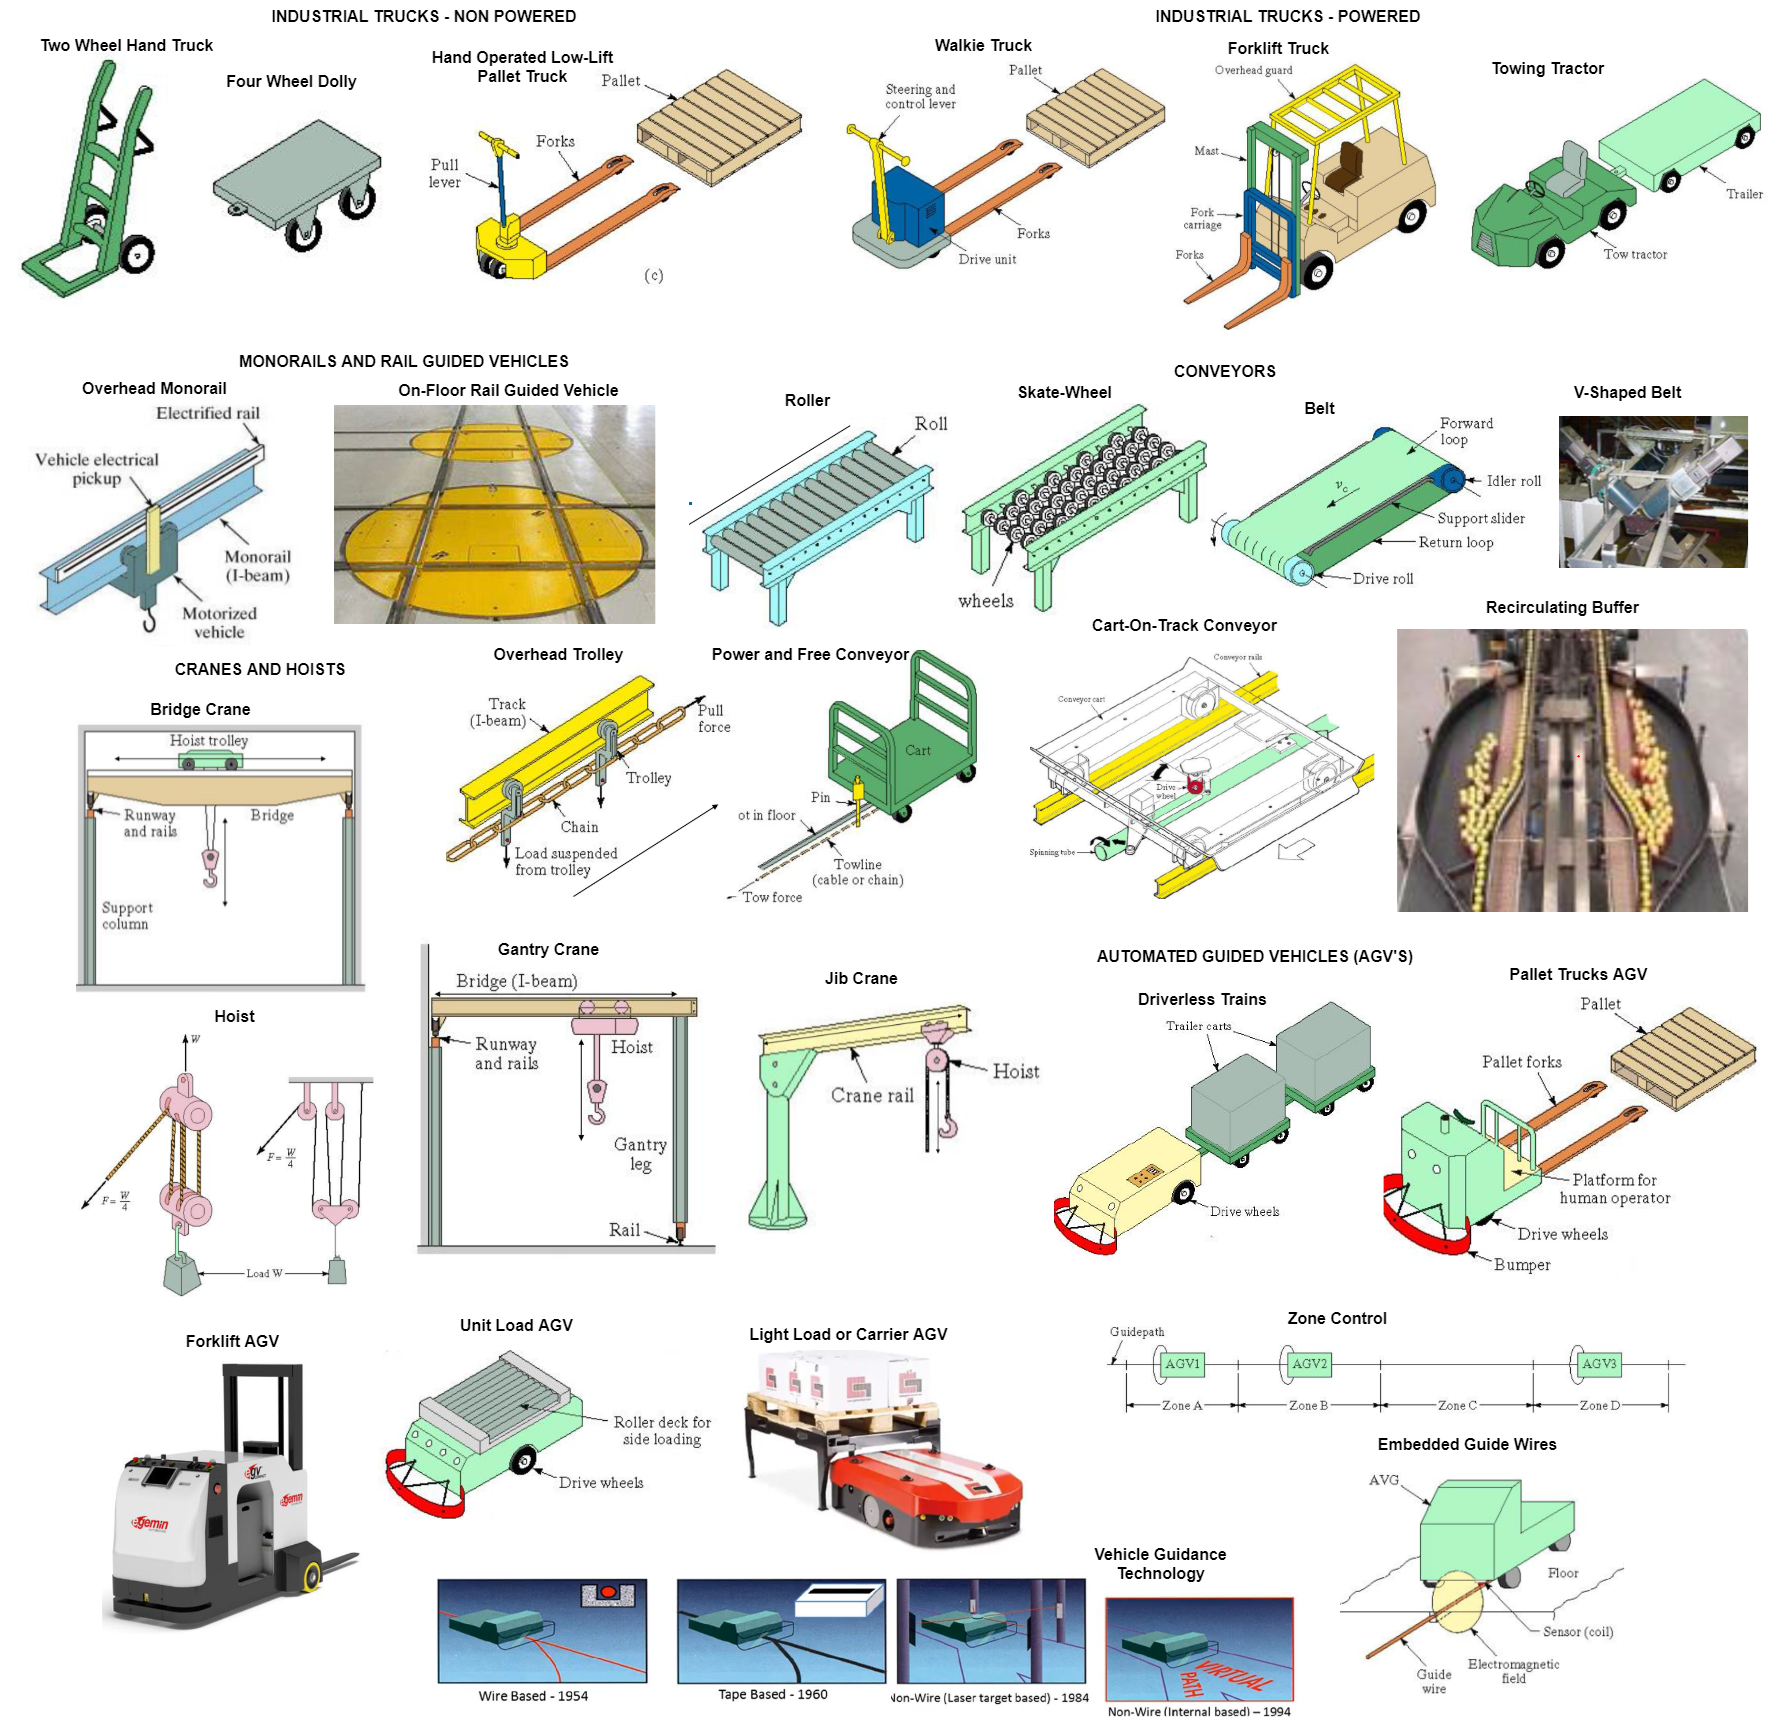 INDUSTRIAL TRUCKS - NON POWERED
INDUSTRIAL TRUCKS - POWERED
Two Wheel Hand Truck
Four Wheel Dolly
Hand Operated Low-Lift
Pallet Truck
Pallet
Forks
Pull
lever
(c)
Walkie Truck
Steering and
control lever
Pallet
Forks
Drive unit
Forklift Truck
Overhead guard
Mast
Fork
carriage
Forks
Towing Tractor
Trailer
Tow tractor
MONORAILS AND RAIL GUIDED VEHICLES
Overhead Monorail
Electrified rail
Vehicle electrical
pickup
Monorail
(I-beam)
Motorized
vehicle
On-Floor Rail Guided Vehicle
CONVEYORS
Roller
Roll
Skate-Wheel
wheels
Belt
Forward
loop
vc
Idler roll
Support slider
Return loop
Drive roll
V-Shaped Belt
Recirculating Buffer
Overhead Trolley
Track
(I-beam)
Pull
force
Trolley
Chain
Load suspended
from trolley
Power and Free Conveyor
Cart
Pin
ot in floor
Towline
(cable or chain)
Tow force
Cart-On-Track Conveyor
Conveyor rails
Conveyor cart
Drive
wheel
Spinning tube
CRANES AND HOISTS
Bridge Crane
Hoist trolley
Runway
and rails
Bridge
Support
column
Hoist
W
F = W/4
F = W/4
Load W
Gantry Crane
Bridge (I-beam)
Runway
and rails
Hoist
Gantry
leg
Rail
Jib Crane
Crane rail
Hoist
AUTOMATED GUIDED VEHICLES (AGV'S)
Driverless Trains
Trailer carts
Drive wheels
Pallet Trucks AGV
Pallet
Pallet forks
Platform for
human operator
Drive wheels
Bumper
Forklift AGV
egv
egemin
egemin
Unit Load AGV
Roller deck for
side loading
Drive wheels
Light Load or Carrier AGV
Zone Control
Guidepath
AGV1
AGV2
AGV3
Zone A
Zone B
Zone C
Zone D
Embedded Guide Wires
AVG
Floor
Sensor (coil)
Electromagnetic
field
Guide
wire
Vehicle Guidance
Technology
Wire Based - 1954
Tape Based - 1960
Non-Wire (Laser target based) - 1984
VIRTUAL
PATH
Non-Wire (Internal based) – 1994